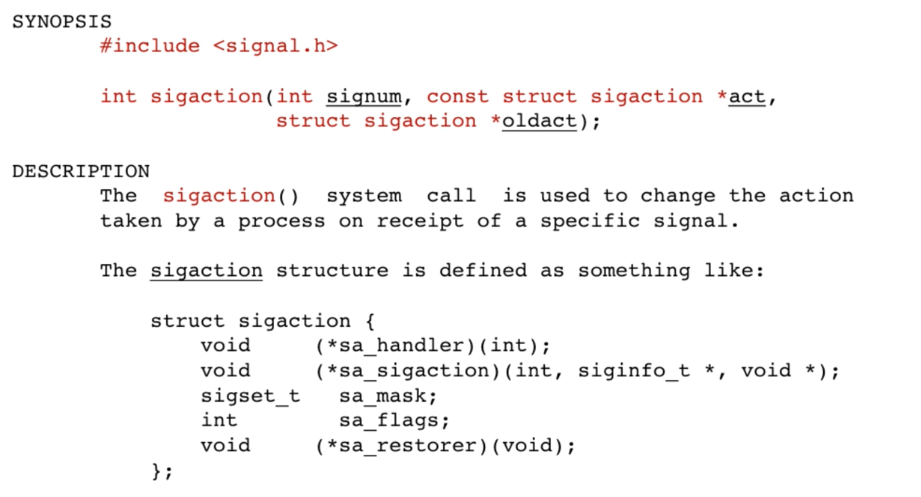 SYNOPSIS
#include <signal.h>
int sigaction(int signum, const struct sigaction *act,
struct sigaction *oldact);
DESCRIPTION
The sigaction() system call is used to change the action
taken by a process on receipt of a specific signal.
The sigaction structure is defined as something like:
struct sigaction {
void (*sa_handler)(int);
void (*sa_sigaction)(int, siginfo_t *, void *);
sigset_t sa_mask;
int sa_flags;
void (*sa_restorer)(void);
};